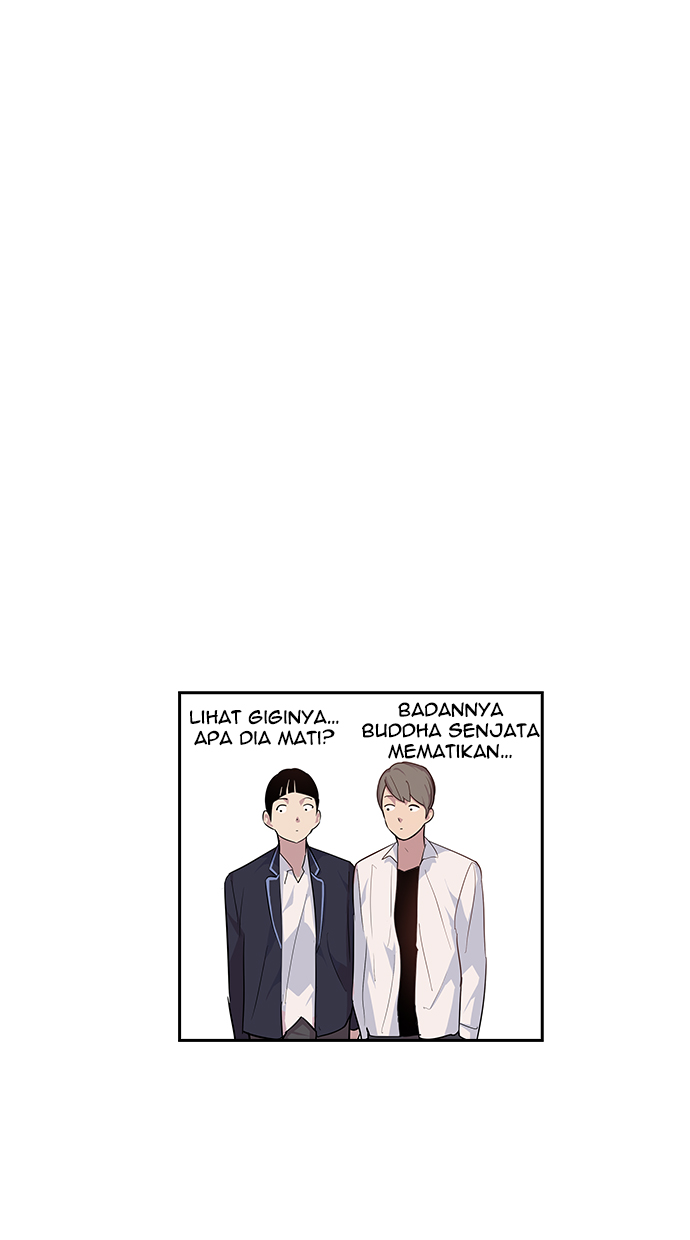 LIHAT GIGINYA...
APA DIA MATI?
BADANNYA
BUDDHA SENJATA
MEMATIKAN...